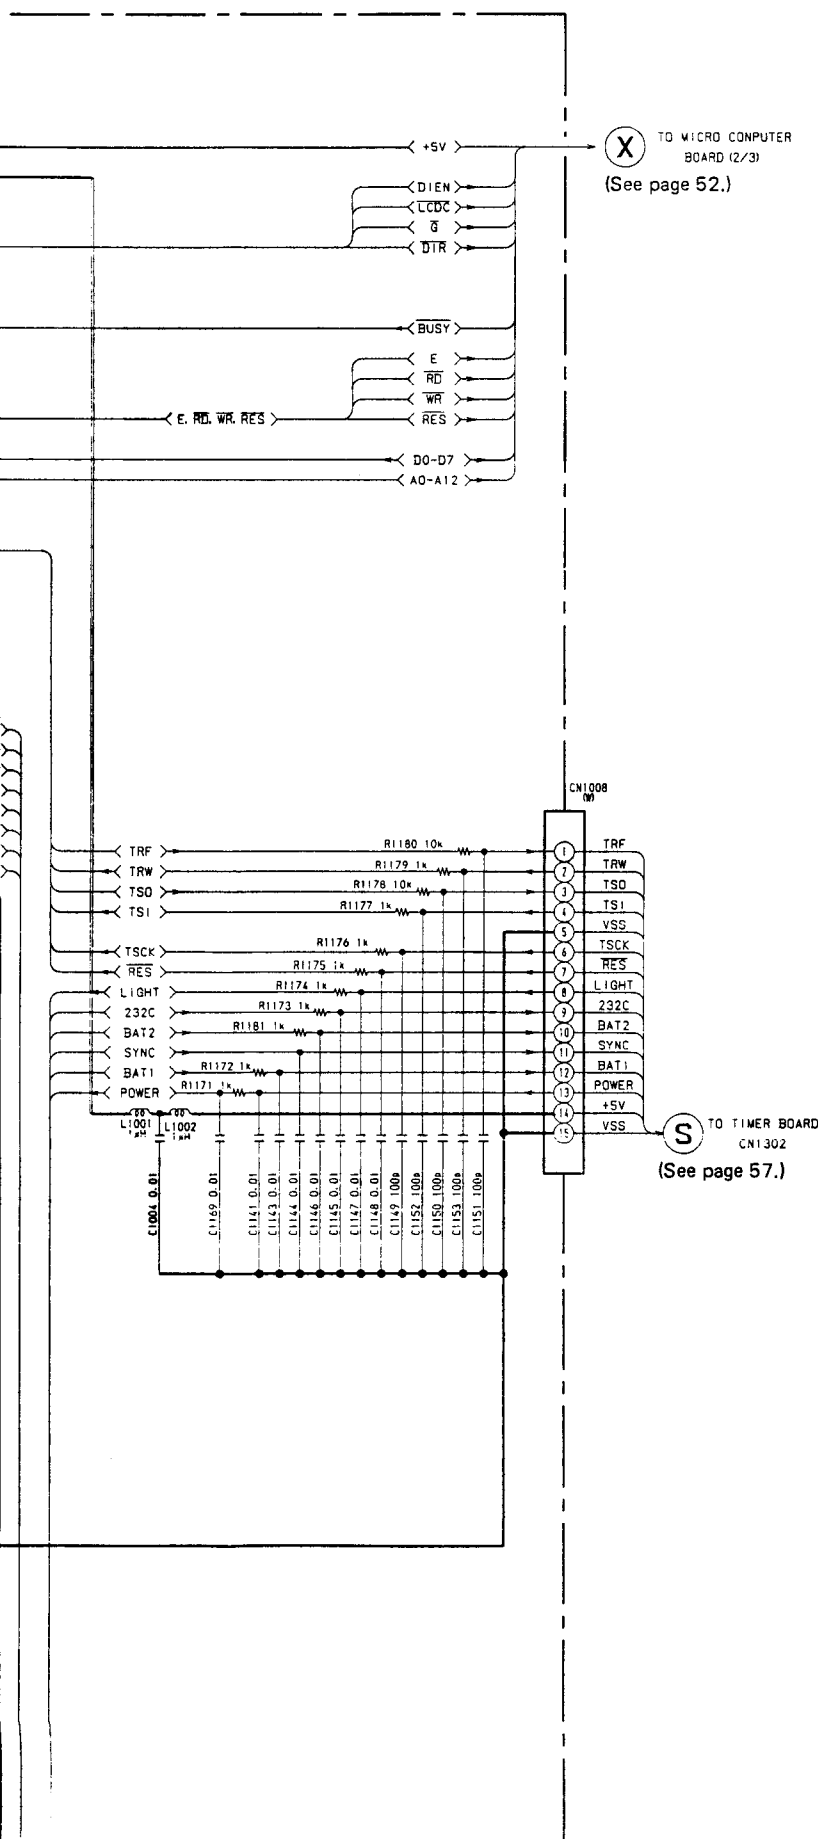 +5V
X
TO MICRO CONPUTER
BOARD (2/3)
(See page 52.)
DIEN
LCDC
G
DIR
BUSY
E
RD
WR
E. RD. WR. RES
RES
D0-D7
A0-A12
CN1008
(W)
TRF R1180 10k 1 TRF
TRW R1179 1k 2 TRW
TSO R1178 10k 3 TSO
TSI R1177 1k 4 TSI
5 VSS
TSCK R1176 1k 6 TSCK
RES R1175 1k 7 RES
LIGHT R1174 1k 8 LIGHT
232C R1173 1k 9 232C
BAT2 R1181 1k 10 BAT2
SYNC 11 SYNC
BAT1 R1172 1k 12 BAT1
POWER R1171 1k 13 POWER
14 +5V
15 VSS
L1001
1μH
L1002
1μH
S
TO TIMER BOARD
CN1302
(See page 57.)
C1004 0.01
C1169 0.01
C1141 0.01
C1143 0.01
C1144 0.01
C1146 0.01
C1145 0.01
C1147 0.01
C1148 0.01
C1149 100p
C1152 100p
C1150 100p
C1153 100p
C1151 100p